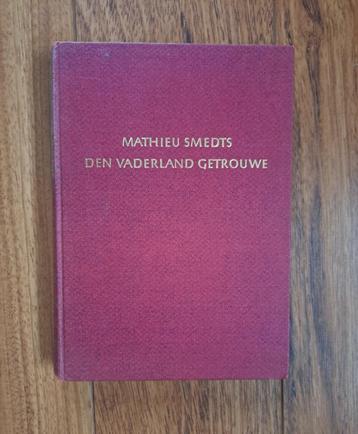 MATHIEU SMEDTS
DEN VADERLAND GETROUWE